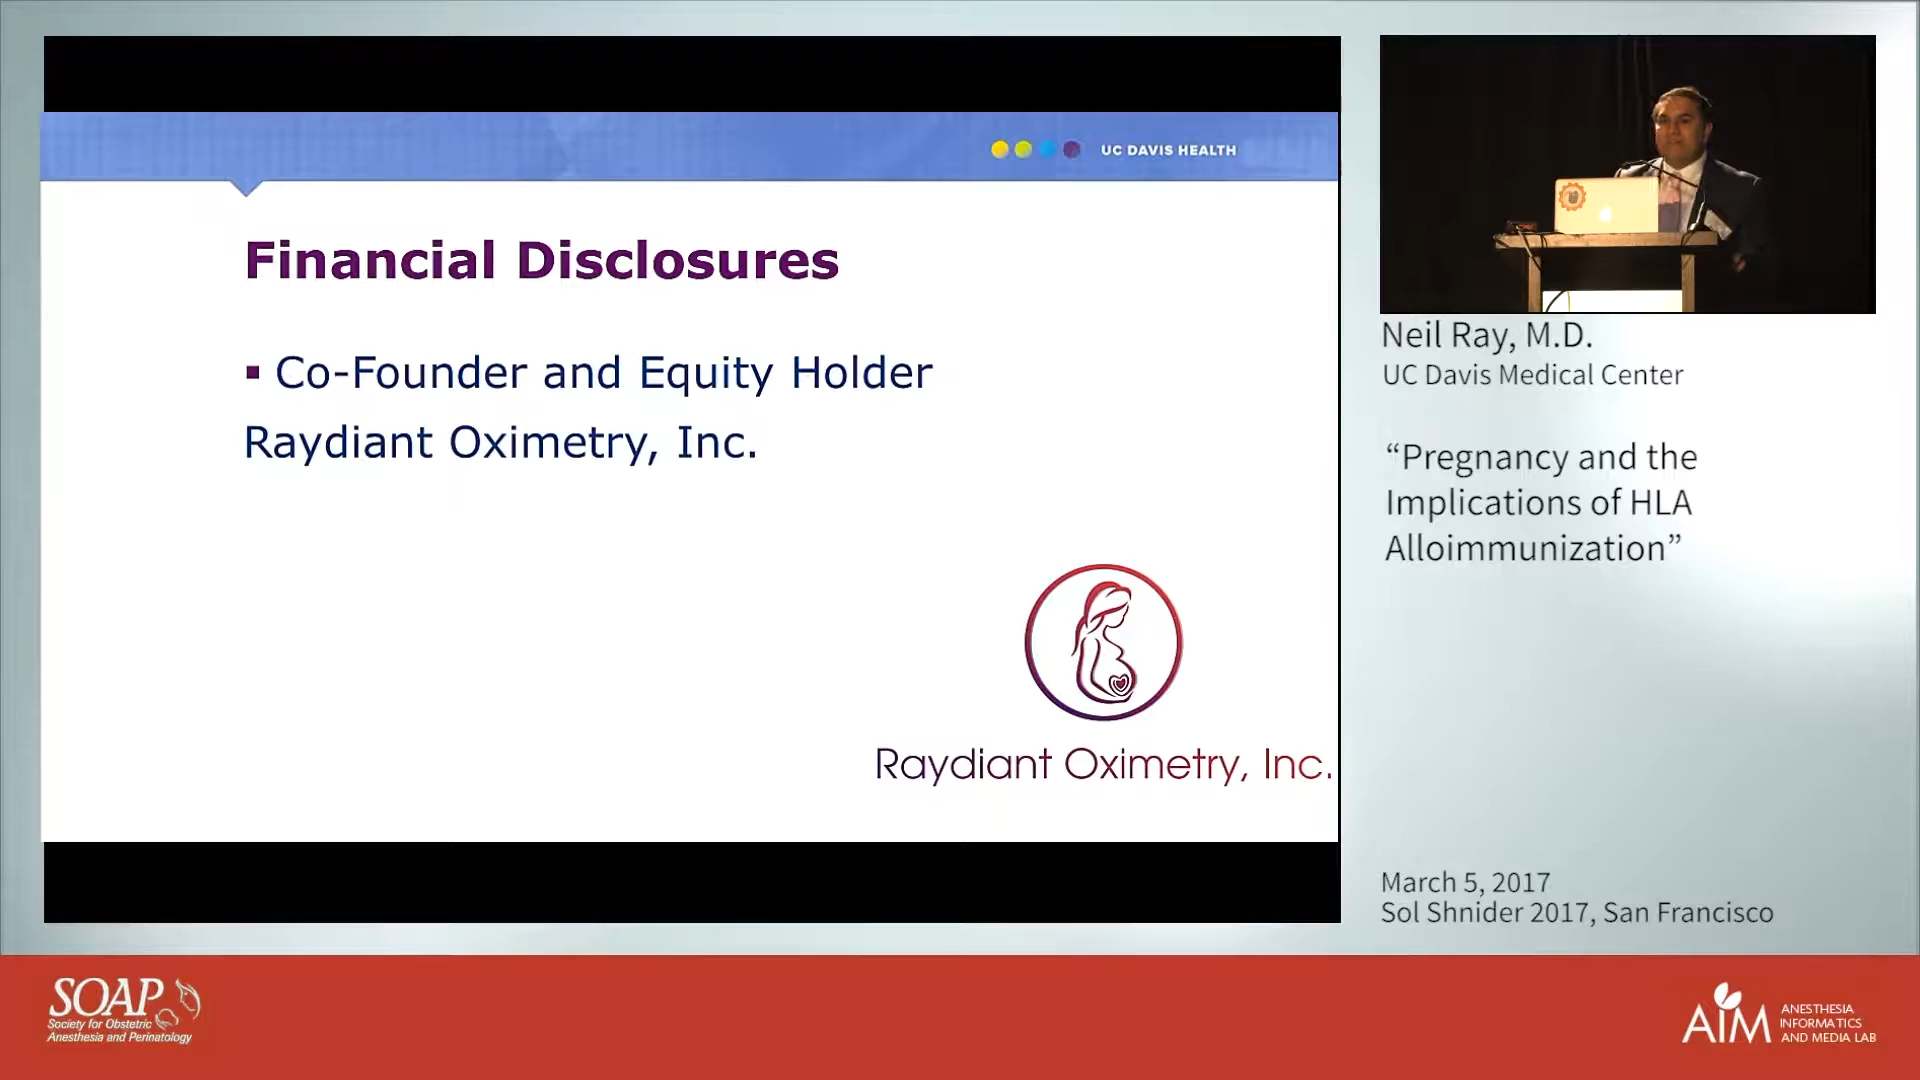 UC DAVIS HEALTH
Financial Disclosures
▪ Co-Founder and Equity Holder
Raydiant Oximetry, Inc.
Raydiant Oximetry, Inc.
Neil Ray, M.D.
UC Davis Medical Center
“Pregnancy and the
Implications of HLA
Alloimmunization”
March 5, 2017
Sol Shnider 2017, San Francisco
SOAP
Society for Obstetric
Anesthesia and Perinatology
AIM
ANESTHESIA
INFORMATICS
AND MEDIA LAB